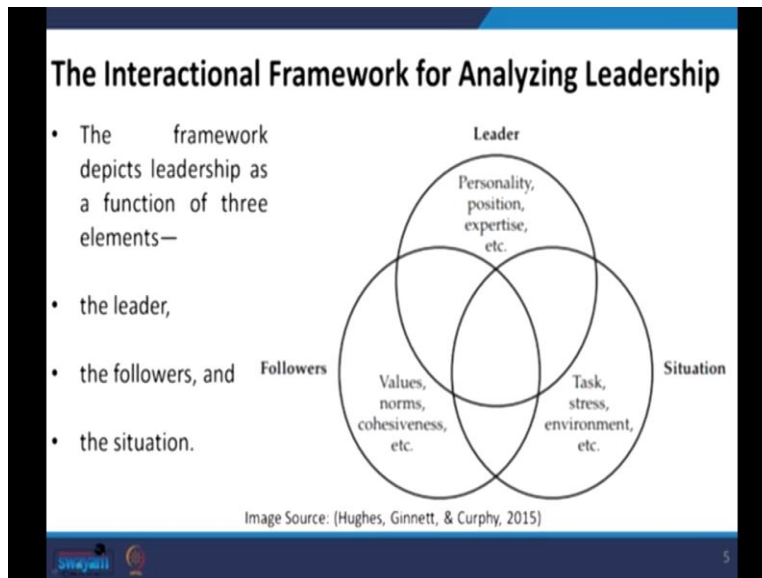 The Interactional Framework for Analyzing Leadership
• The framework
depicts leadership as
a function of three
elements—
• the leader,
• the followers, and
• the situation.
Leader
Personality,
position,
expertise,
etc.
Followers
Values,
norms,
cohesiveness,
etc.
Situation
Task,
stress,
environment,
etc.
Image Source: (Hughes, Ginnett, & Curphy, 2015)
swayam
5